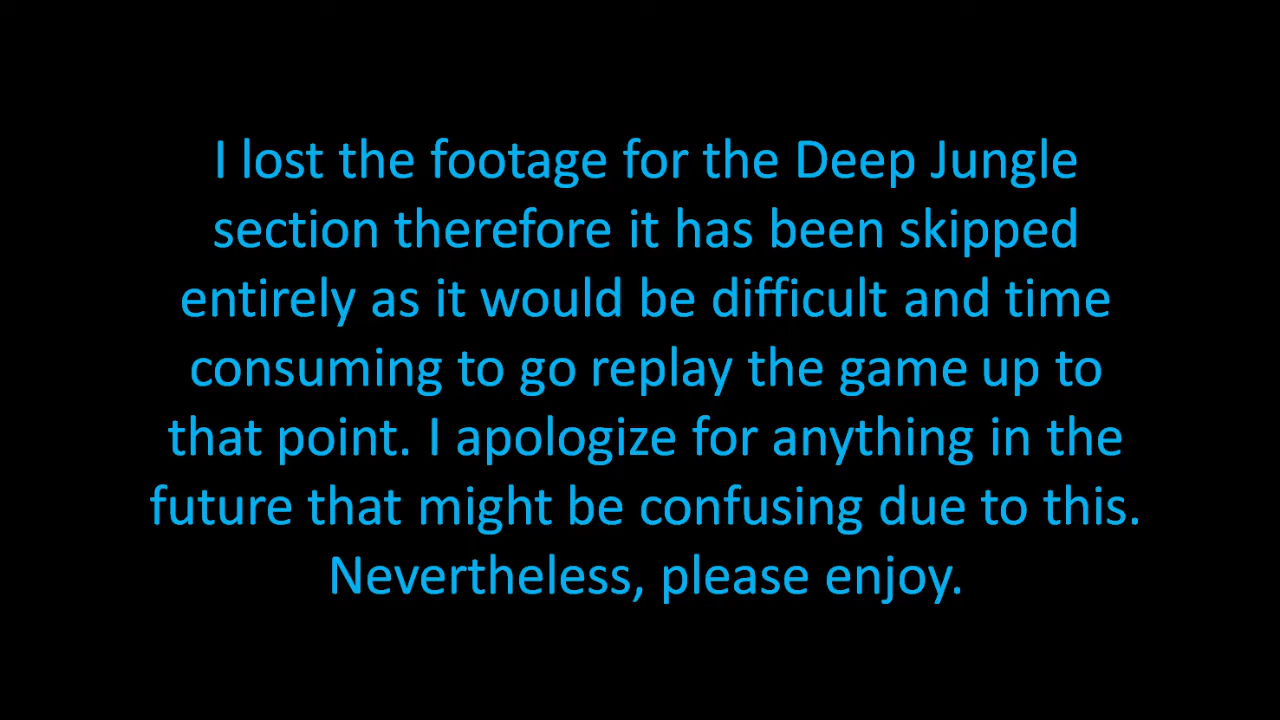 I lost the footage for the Deep Jungle
section therefore it has been skipped
entirely as it would be difficult and time
consuming to go replay the game up to
that point. I apologize for anything in the
future that might be confusing due to this.
Nevertheless, please enjoy.